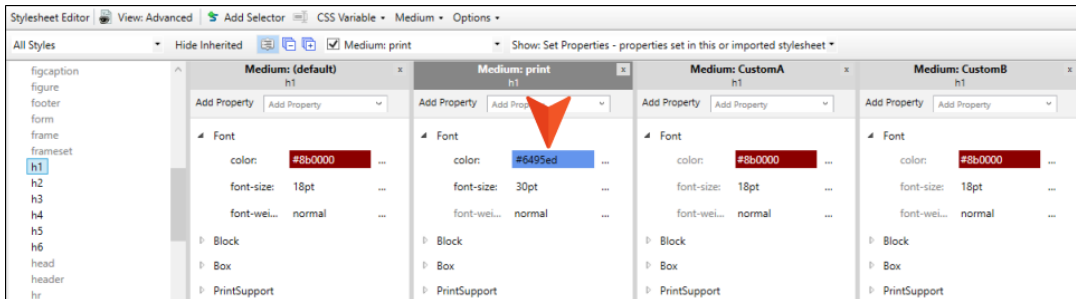 Stylesheet Editor View: Advanced Add Selector CSS Variable Medium Options
All Styles Hide Inherited Medium: print Show: Set Properties - properties set in this or imported stylesheet
figcaption
figure
footer
form
frame
frameset
h1
h2
h3
h4
h5
h6
head
header
hr
Medium: (default) x
h1
Add Property Add Property
Font
color: #8b0000 ...
font-size: 18pt ...
font-wei... normal ...
Block
Box
PrintSupport
Medium: print x
h1
Add Property Add Prop
Font
color: #6495ed ...
font-size: 30pt ...
font-wei... normal ...
Block
Box
PrintSupport
Medium: CustomA x
h1
Add Property Add Property
Font
color: #8b0000 ...
font-size: 18pt ...
font-wei... normal ...
Block
Box
PrintSupport
Medium: CustomB x
h1
Add Property Add Property
Font
color: #8b0000 ...
font-size: 18pt ...
font-wei... normal ...
Block
Box
PrintSupport